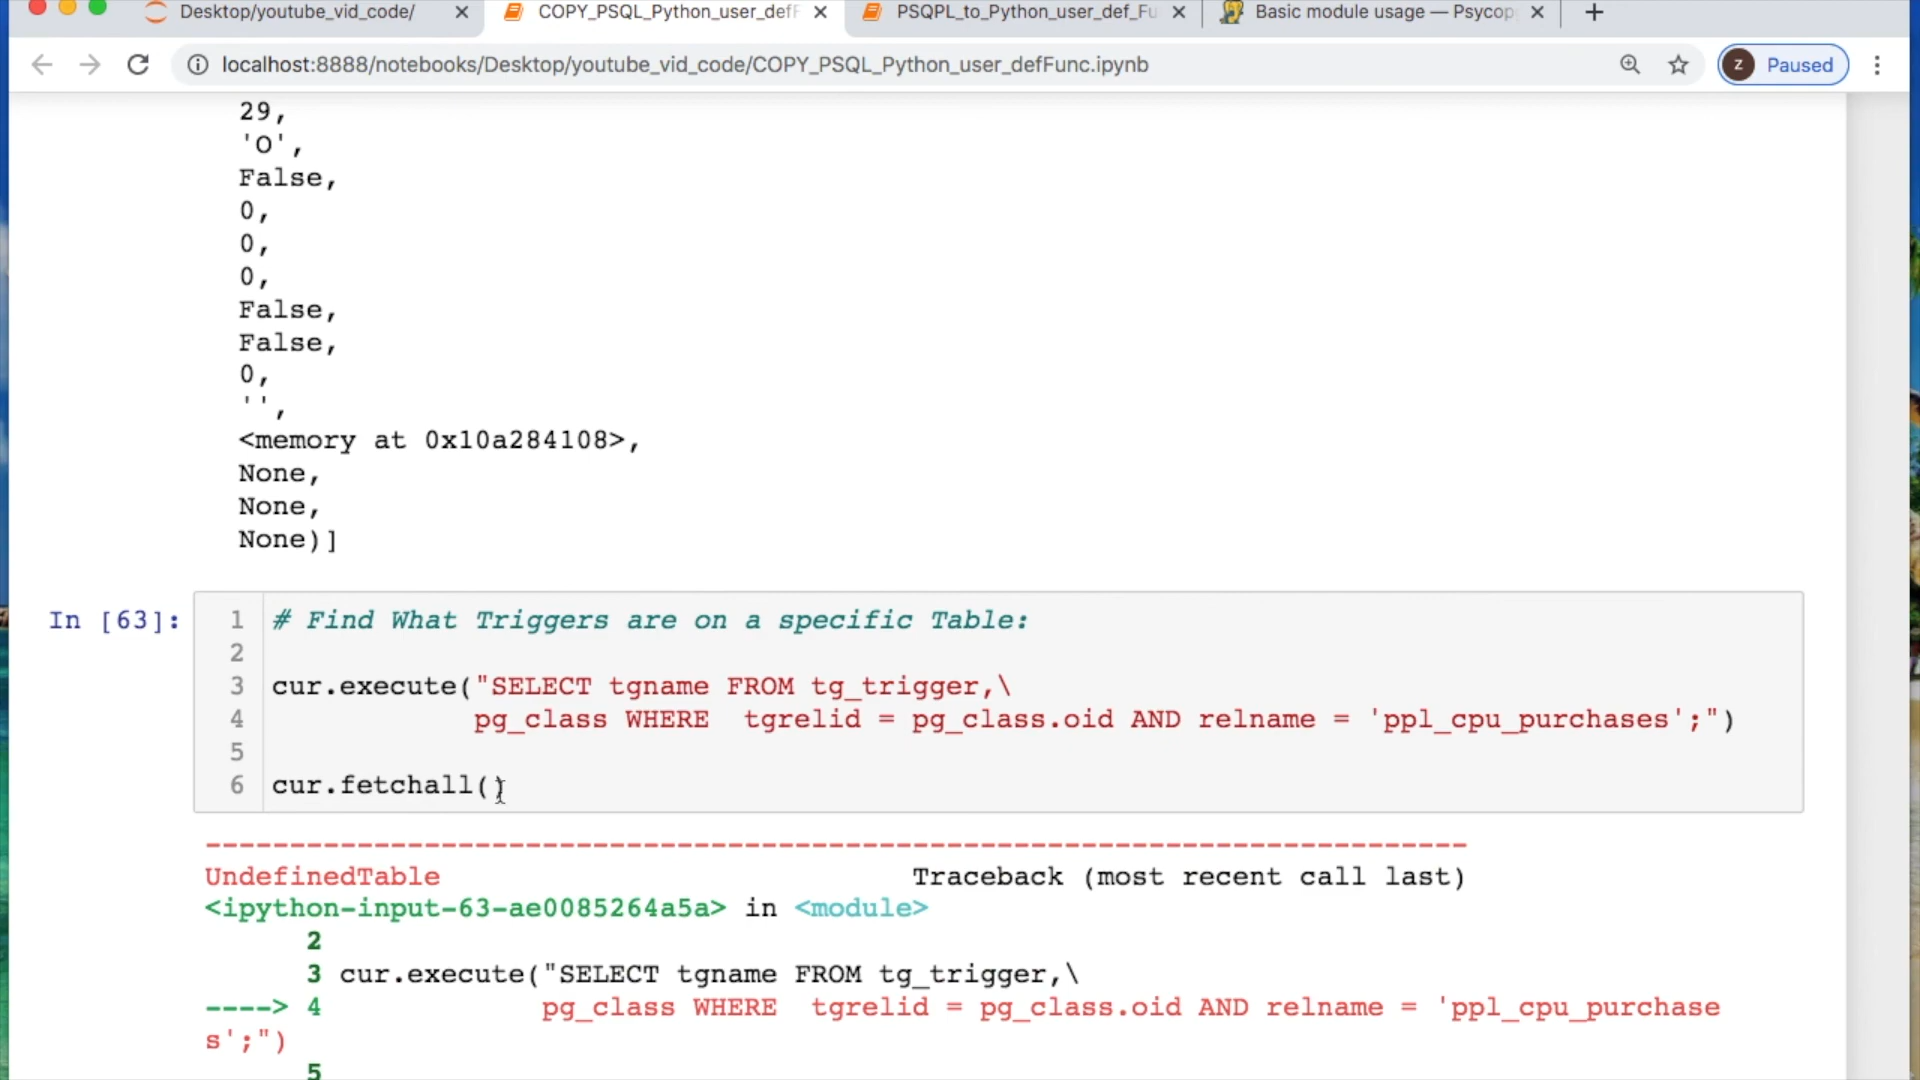 Desktop/youtube_vid_code/
COPY_PSQL_Python_user_defF
PSQPL_to_Python_user_def_Fu
Basic module usage — Psycop
localhost:8888/notebooks/Desktop/youtube_vid_code/COPY_PSQL_Python_user_defFunc.ipynb
z Paused
29,
'O',
False,
0,
0,
0,
False,
False,
0,
'',
<memory at 0x10a284108>,
None,
None,
None)]
In [63]:
1 # Find What Triggers are on a specific Table:
2
3 cur.execute("SELECT tgname FROM tg_trigger,\
4 pg_class WHERE  tgrelid = pg_class.oid AND relname = 'ppl_cpu_purchases';")
5
6 cur.fetchall()
---------------------------------------------------------------------------
UndefinedTable Traceback (most recent call last)
<ipython-input-63-ae0085264a5a> in <module>
2
3 cur.execute("SELECT tgname FROM tg_trigger,\
----> 4 pg_class WHERE  tgrelid = pg_class.oid AND relname = 'ppl_cpu_purchase
s';")
5